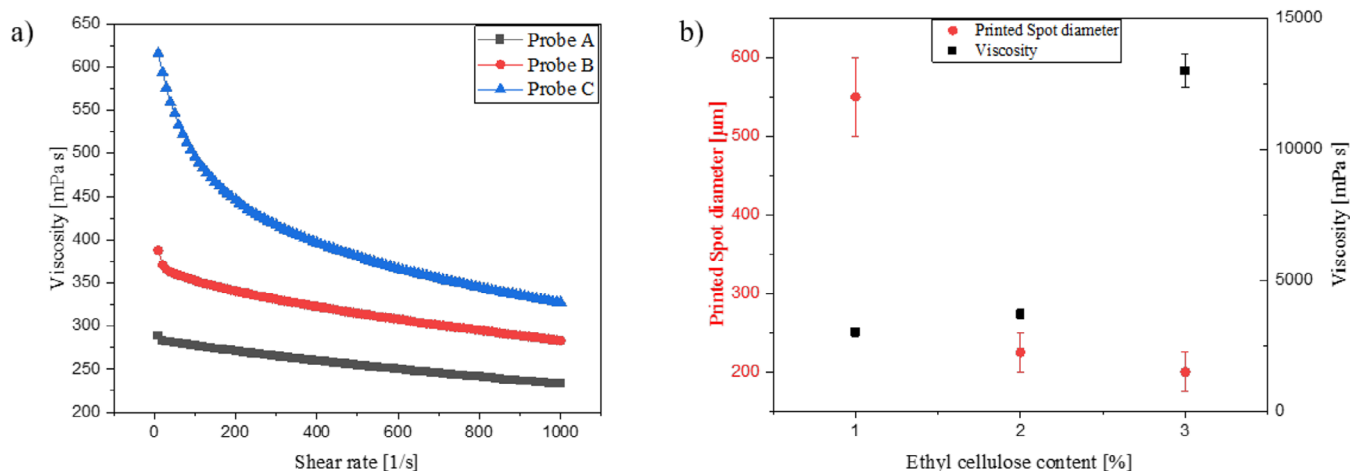 a)
650
600
550
500
450
400
350
300
250
200
Viscosity [mPa s]
Probe A
Probe B
Probe C
0 200 400 600 800 1000
Shear rate [1/s]
b)
Printed Spot diameter
Viscosity
600
500
400
300
200
Printed Spot diameter [µm]
15000
10000
5000
0
Viscosity [mPa s]
1 2 3
Ethyl cellulose content [%]